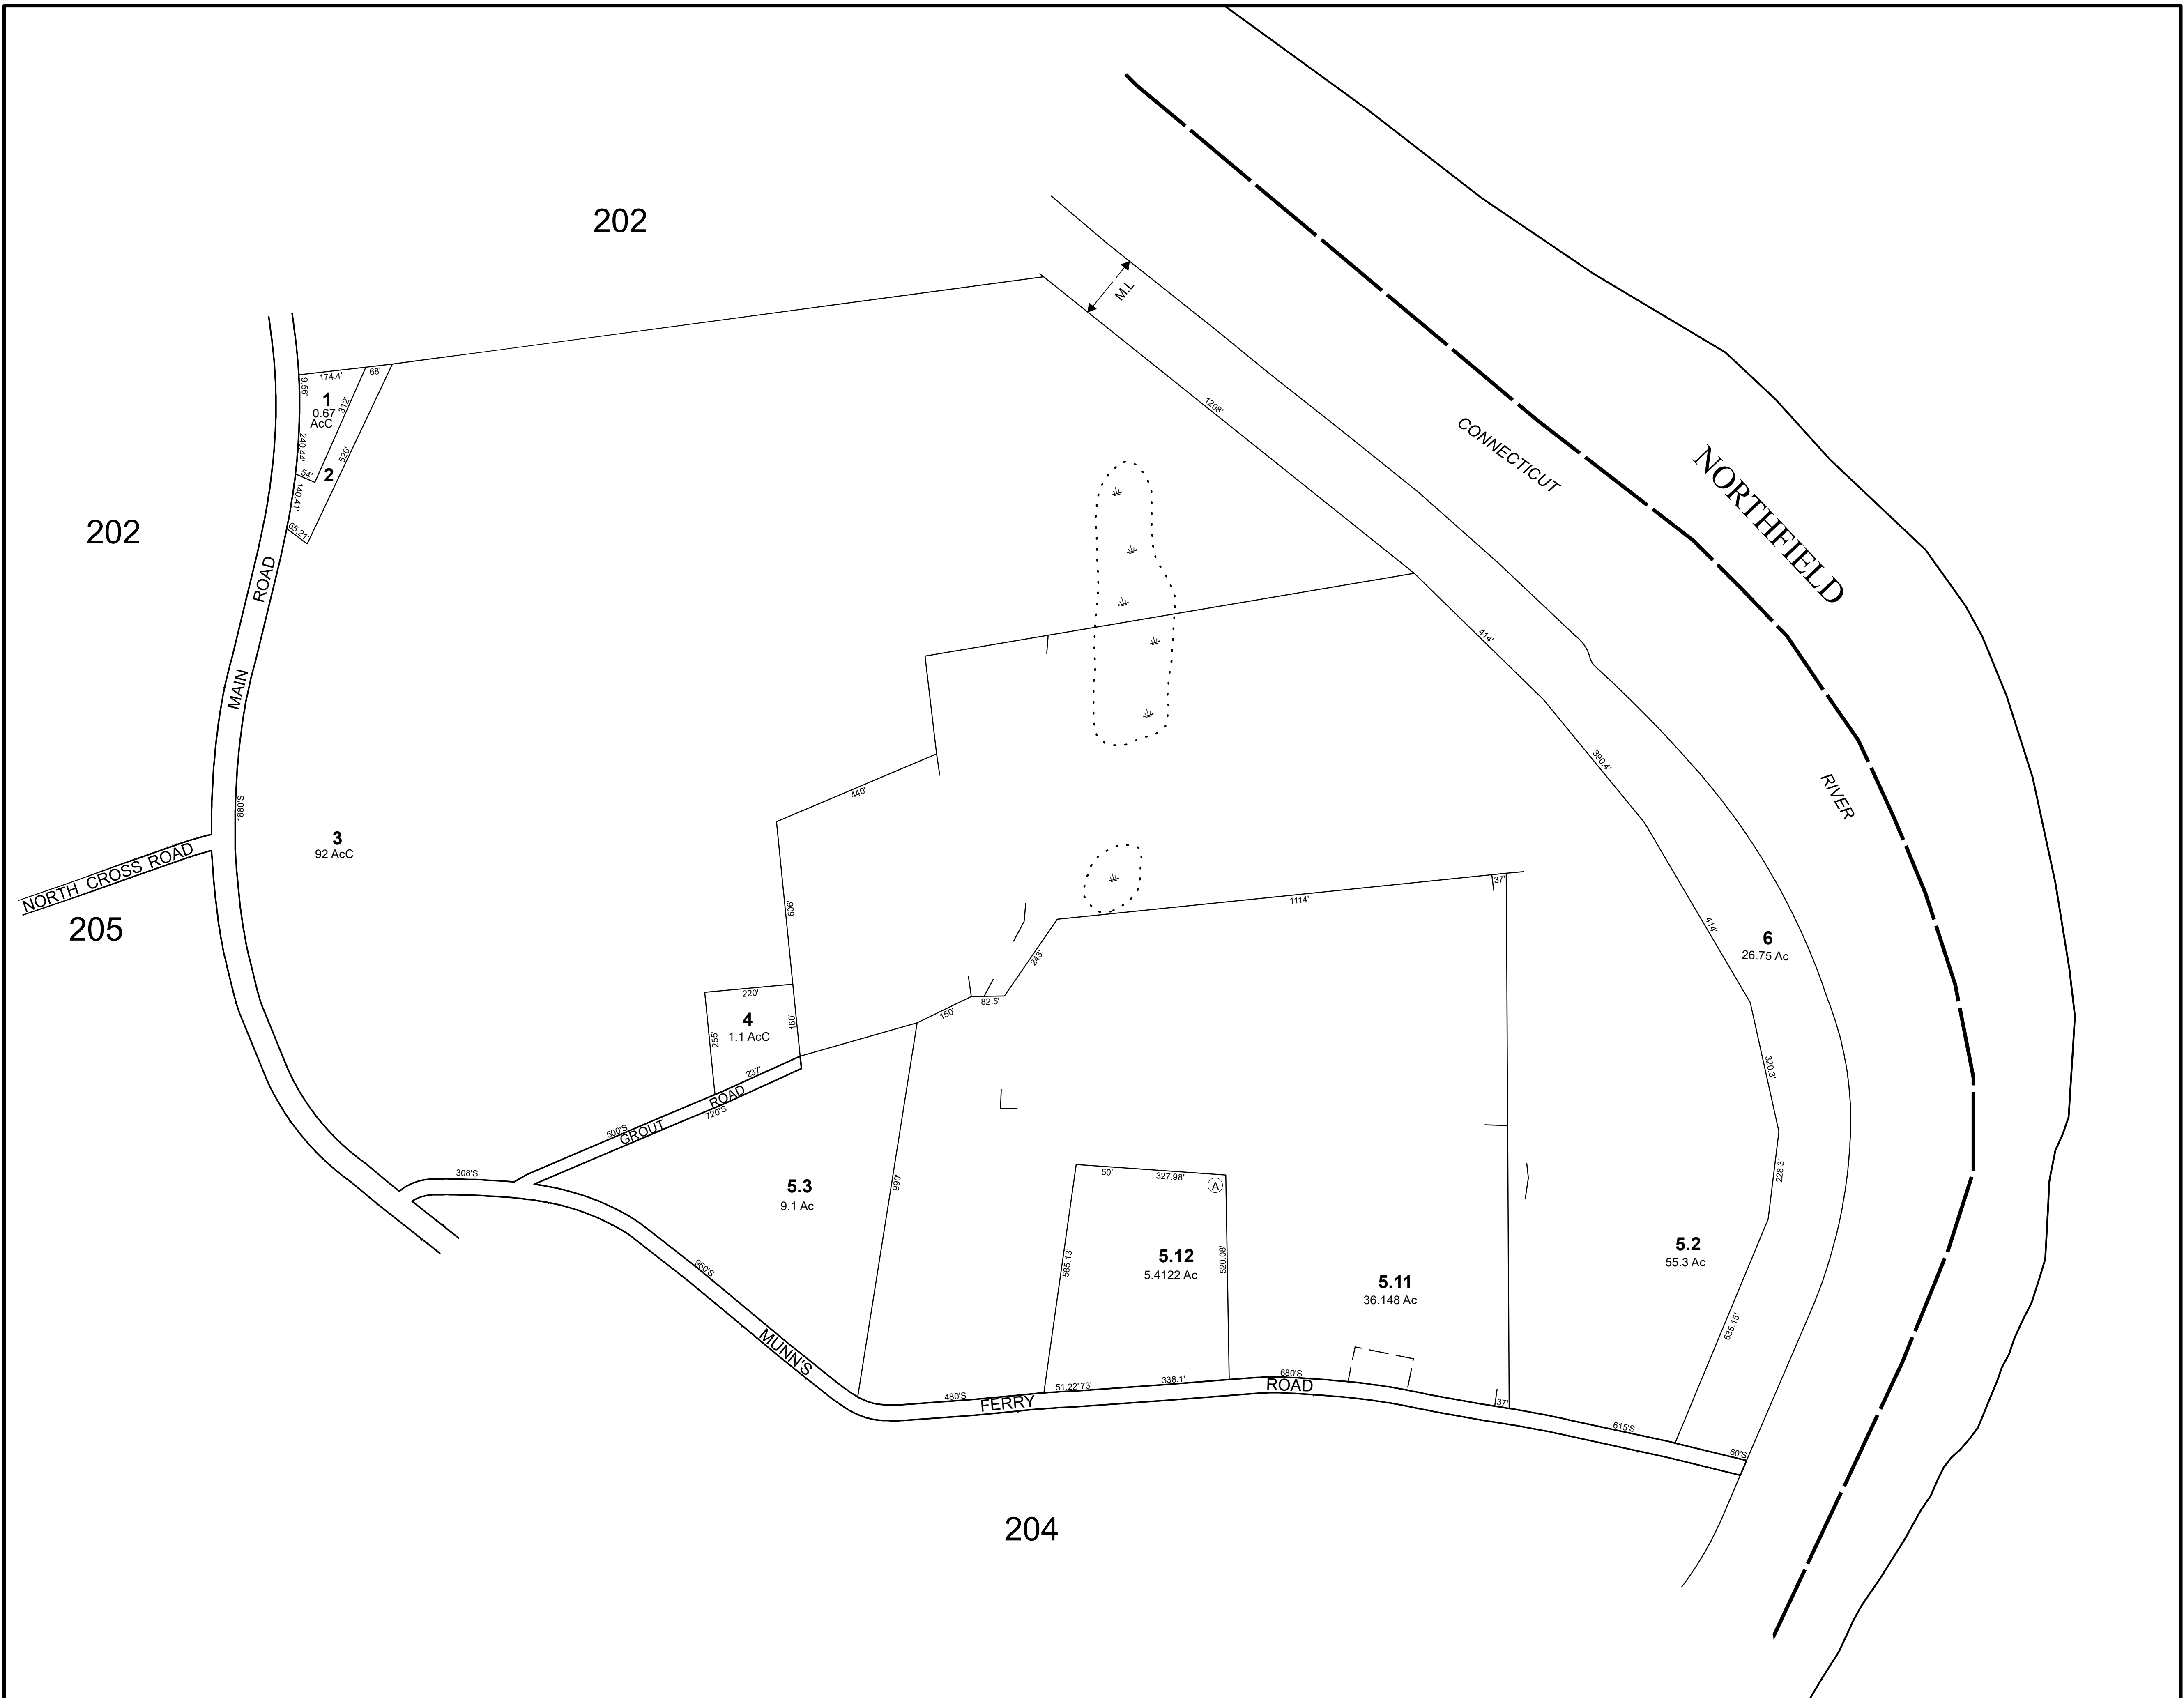 202
M.L
174.4'
68'
9.56'
1
0.67
AcC
312'
1208'
CONNECTICUT
NORTHFIELD
240.44'
520'
54'
2
140.41'
65.21'
202
ROAD
414'
MAIN
390.4'
RIVER
440'
1880'S
3
92 AcC
NORTH CROSS ROAD
205
37'
606'
1114'
414'
6
26.75 Ac
243'
220'
82.5'
150'
4
1.1 AcC
180'
255'
237'
320.3'
ROAD
720'S
500'S
GROUT
308'S
50'
327.98'
A
228.3'
990'
5.3
9.1 Ac
5.12
5.4122 Ac
585.13'
520.08'
5.2
55.3 Ac
950'S
5.11
36.148 Ac
635.15'
MUNN'S
680'S
338.1'
51.22'73'
ROAD
480'S
FERRY
37'
615'S
60'S
204